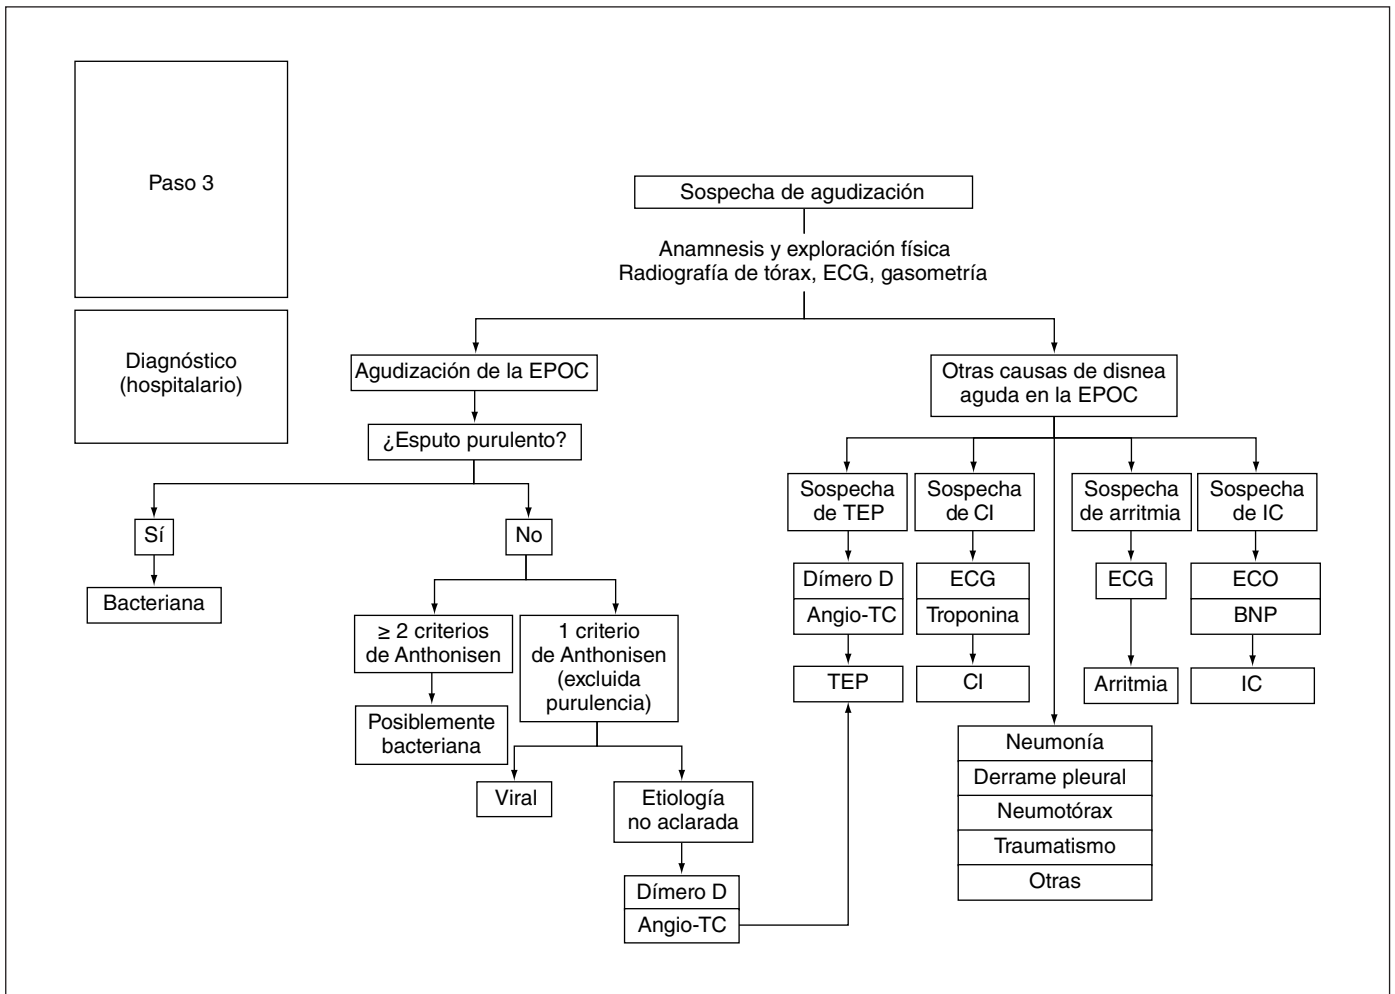 Paso 3
Diagnóstico
(hospitalario)
Sospecha de agudización
Anamnesis y exploración física
Radiografía de tórax, ECG, gasometría
Agudización de la EPOC
¿Esputo purulento?
Sí
Bacteriana
No
≥ 2 criterios
de Anthonisen
Posiblemente
bacteriana
1 criterio
de Anthonisen
(excluida
purulencia)
Viral
Etiología
no aclarada
Dímero D
Angio-TC
Otras causas de disnea
aguda en la EPOC
Sospecha
de TEP
Dímero D
Angio-TC
TEP
Sospecha
de CI
ECG
Troponina
CI
Sospecha
de arritmia
ECG
Arritmia
Sospecha
de IC
ECO
BNP
IC
Neumonía
Derrame pleural
Neumotórax
Traumatismo
Otras